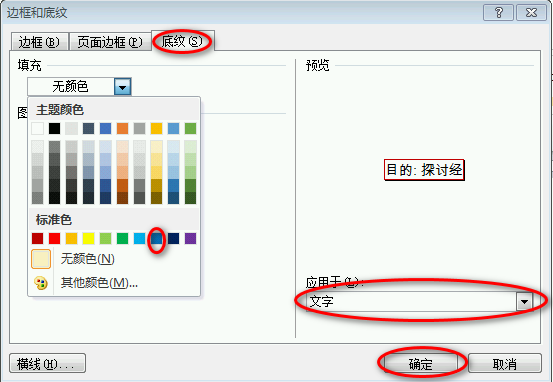 边框和底纹
边框(B)
页面边框(P)
底纹(S)
填充
无颜色
图
主题颜色
标准色
无颜色(N)
其他颜色(M)...
预览
目的: 探讨经
应用于(L):
文字
横线(H)...
确定
取消